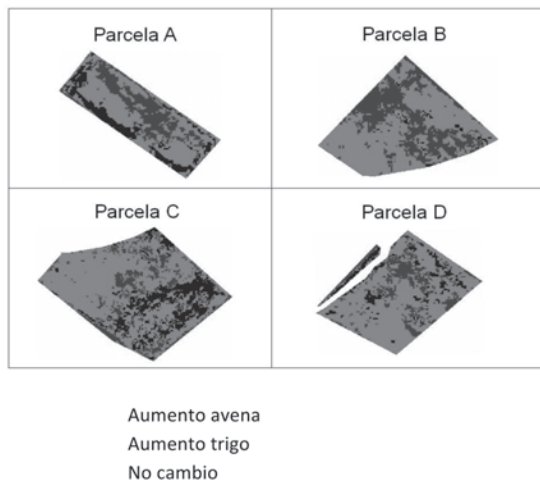 Parcela A
Parcela B
Parcela C
Parcela D
Aumento avena
Aumento trigo
No cambio